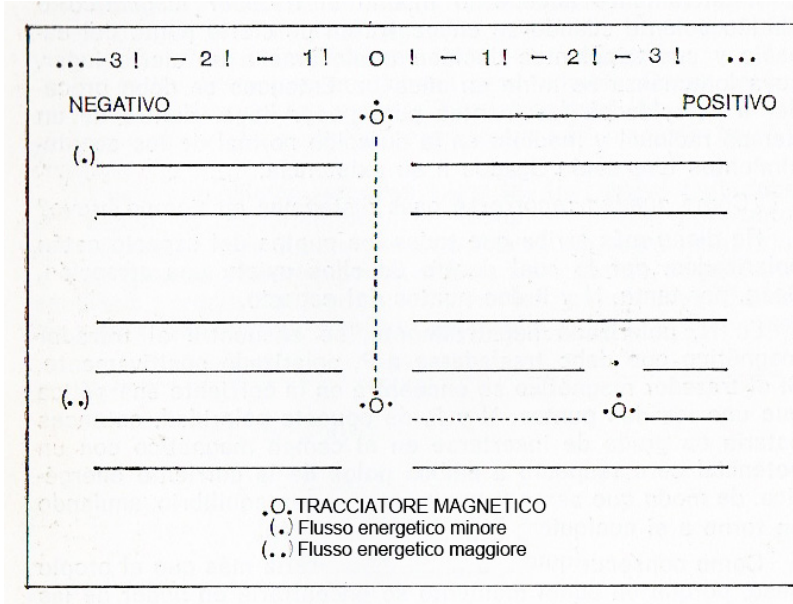 ...-3! -2! -1! O -1! -2! -3! ...
NEGATIVO POSITIVO
.O.
(.)
(..) .O. .O.
.O. TRACCIATORE MAGNETICO
(.) Flusso energetico minore
(..) Flusso energetico maggiore